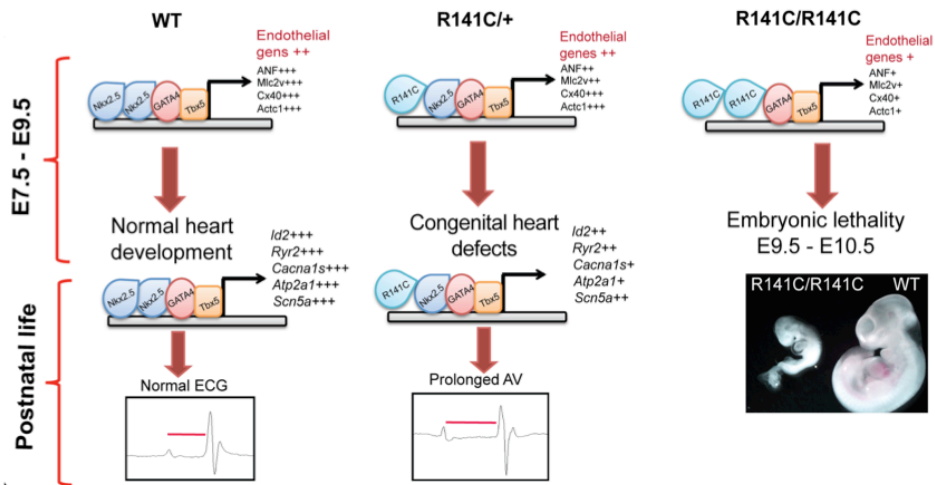 WT
R141C/+
R141C/R141C
E7.5 - E9.5
Endothelial
gens ++
ANF+++
Mlc2v+++
Cx40+++
Actc1+++
Nkx2.5
Nkx2.5
GATA4
Tbx5
Endothelial
genes ++
ANF++
Mlc2v++
Cx40+++
Actc1+++
R141C
Nkx2.5
GATA4
Tbx5
Endothelial
genes +
ANF+
Mlc2v+
Cx40+
Actc1+
R141C
R141C
GATA4
Tbx5
Normal heart
development
Congenital heart
defects
Embryonic lethality
E9.5 - E10.5
Postnatal life
Id2+++
Ryr2+++
Cacna1s+++
Atp2a1+++
Scn5a+++
Nkx2.5
Nkx2.5
GATA4
Tbx5
Id2++
Ryr2++
Cacna1s+
Atp2a1+
Scn5a++
R141C
Nkx2.5
GATA4
Tbx5
R141C/R141C
WT
Normal ECG
Prolonged AV